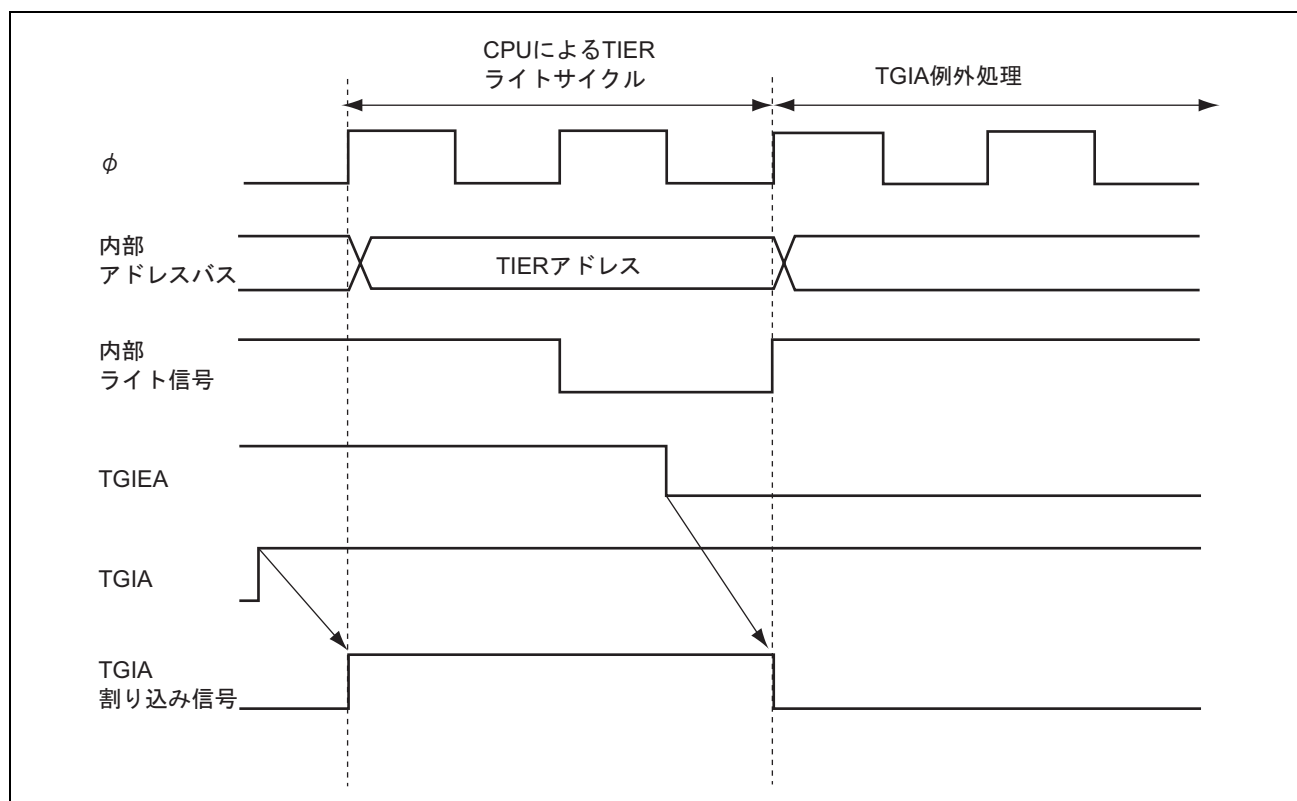 CPUによるTIER
ライトサイクル
TGIA例外処理
φ
内部
アドレスバス
TIERアドレス
内部
ライト信号
TGIEA
TGIA
TGIA
割り込み信号